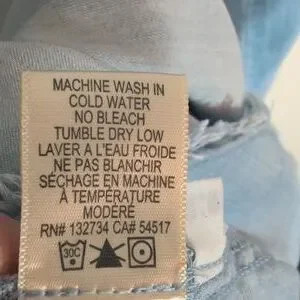 MACHINE WASH IN
COLD WATER
NO BLEACH
TUMBLE DRY LOW
LAVER A L'EAU FROIDE
NE PAS BLANCHIR
SÉCHAGE EN MACHINE
À TEMPÉRATURE
MODÉRÉ
RN# 132734 CA# 54517
30C